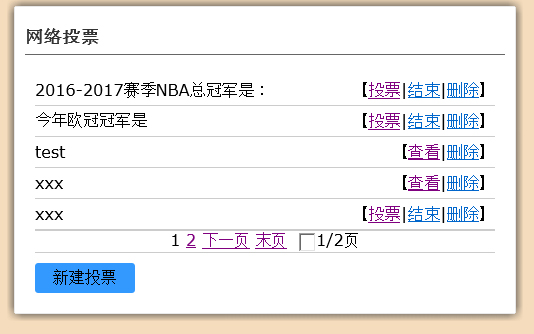 网络投票
2016-2017赛季NBA总冠军是：【投票|结束|删除】
今年欧冠冠军是【投票|结束|删除】
test【查看|删除】
xxx【查看|删除】
xxx【投票|结束|删除】
1 2 下一页 末页 1/2页
新建投票